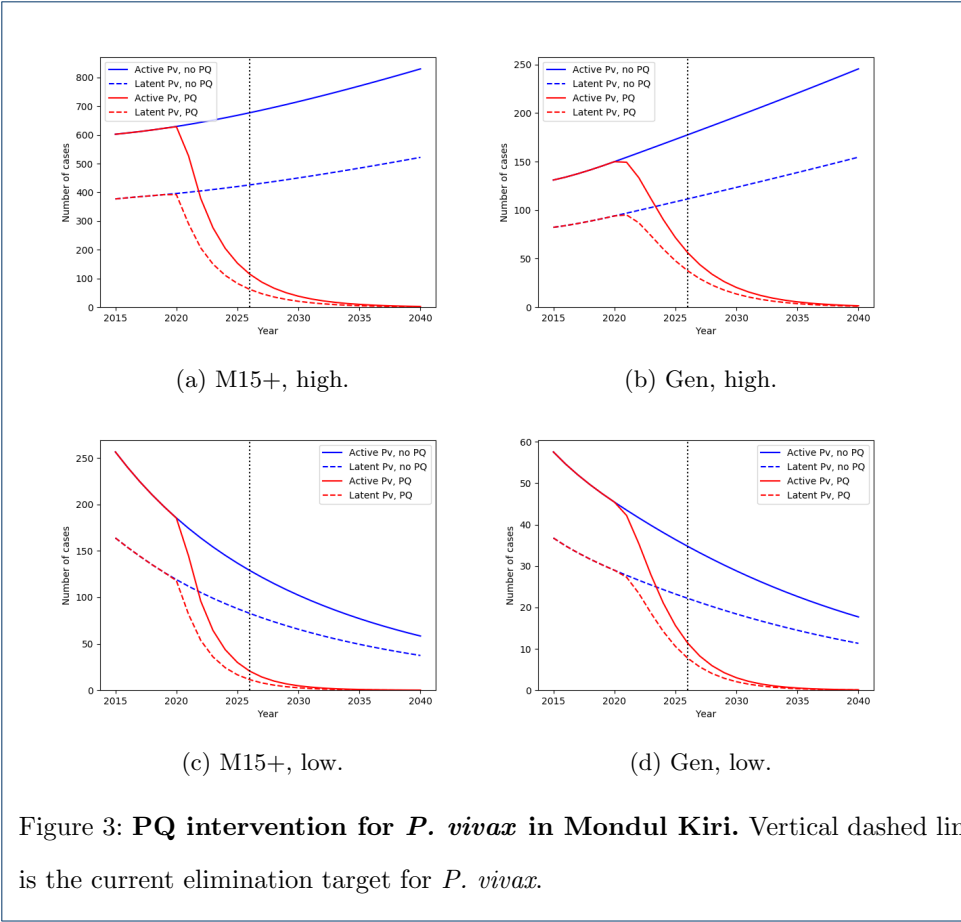 Active Pv, no PQ
Latent Pv, no PQ
Active Pv, PQ
Latent Pv, PQ
Number of cases
800
700
600
500
400
300
200
100
0
2015 2020 2025 2030 2035 2040
Year
(a) M15+, high.
Active Pv, no PQ
Latent Pv, no PQ
Active Pv, PQ
Latent Pv, PQ
Number of cases
250
200
150
100
50
0
2015 2020 2025 2030 2035 2040
Year
(b) Gen, high.
Active Pv, no PQ
Latent Pv, no PQ
Active Pv, PQ
Latent Pv, PQ
Number of cases
250
200
150
100
50
0
2015 2020 2025 2030 2035 2040
Year
(c) M15+, low.
Active Pv, no PQ
Latent Pv, no PQ
Active Pv, PQ
Latent Pv, PQ
Number of cases
60
50
40
30
20
10
0
2015 2020 2025 2030 2035 2040
Year
(d) Gen, low.
Figure 3: PQ intervention for P. vivax in Mondul Kiri. Vertical dashed lin
is the current elimination target for P. vivax.